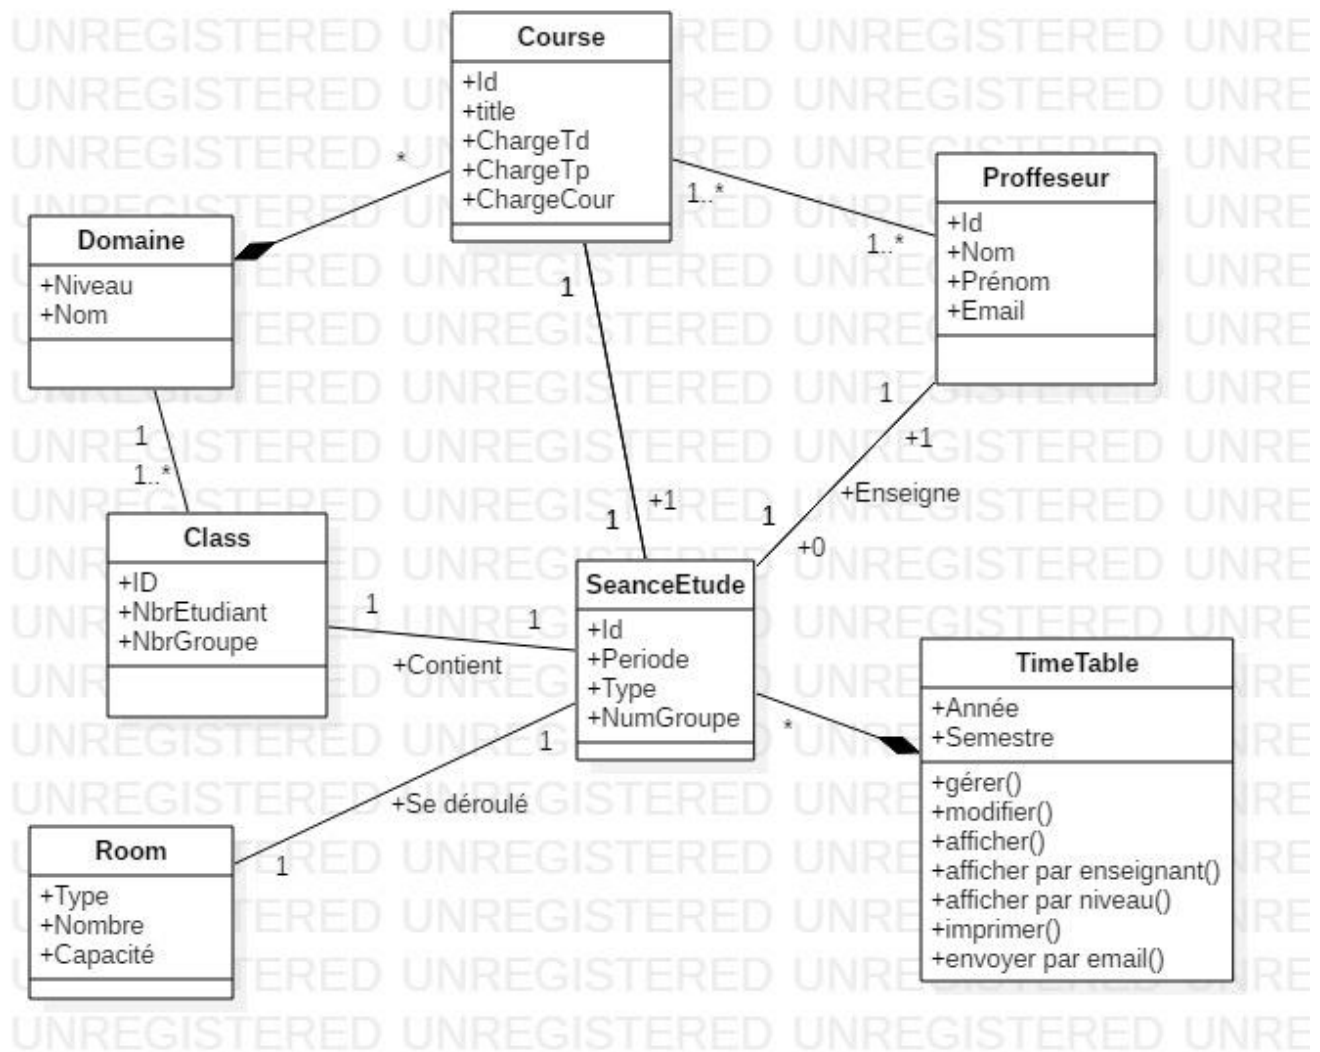 UNREGISTERED UNREGISTERED UNREGISTERED UNRE
Course
+Id
+title
+ChargeTd
+ChargeTp
+ChargeCour
*
1..*
1..*
Proffeseur
+Id
+Nom
+Prénom
+Email
Domaine
+Niveau
+Nom
1
1
+1
+Enseigne
1
+0
1
1..*
1
+1
Class
+ID
+NbrEtudiant
+NbrGroupe
1
1
+Contient
SeanceEtude
+Id
+Periode
+Type
+NumGroupe
*
TimeTable
+Année
+Semestre
+gérer()
+modifier()
+afficher()
+afficher par enseignant()
+afficher par niveau()
+imprimer()
+envoyer par email()
1
+Se déroulé
1
Room
+Type
+Nombre
+Capacité